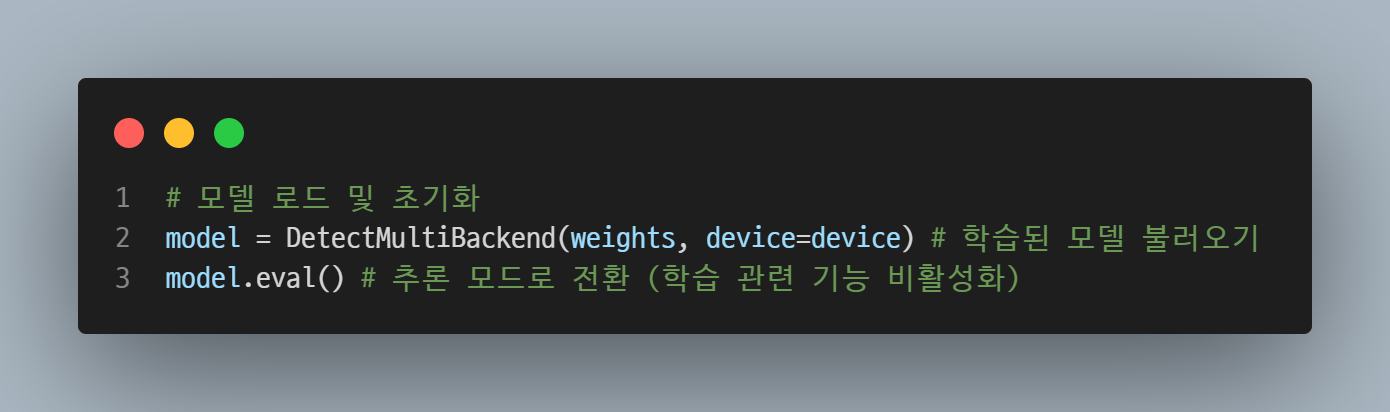 1 # 모델 로드 및 초기화
2 model = DetectMultiBackend(weights, device=device) # 학습된 모델 불러오기
3 model.eval() # 추론 모드로 전환 (학습 관련 기능 비활성화)